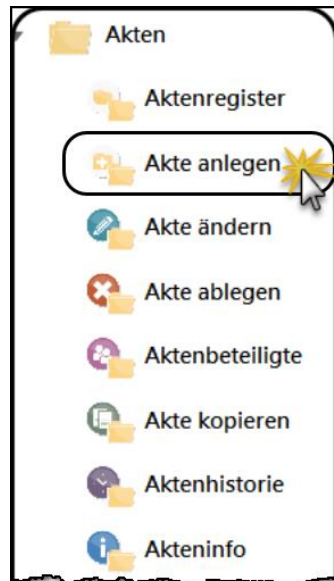 Akten
Aktenregister
Akte anlegen
Akte ändern
Akte ablegen
Aktenbeteiligte
Akte kopieren
Aktenhistorie
Akteninfo